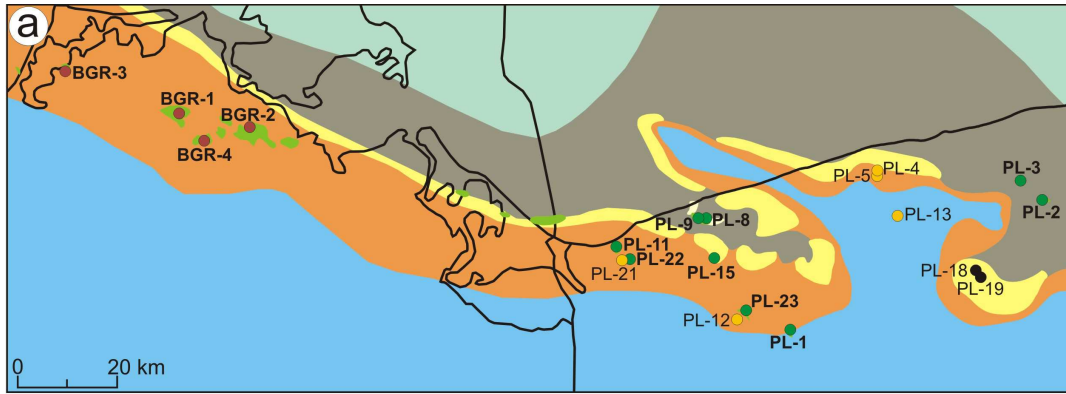 a
BGR-3
BGR-1
BGR-2
BGR-4
PL-4
PL-5
PL-3
PL-2
PL-13
PL-9
PL-8
PL-11
PL-22
PL-21
PL-15
PL-18
PL-19
PL-23
PL-12
PL-1
0 20 km